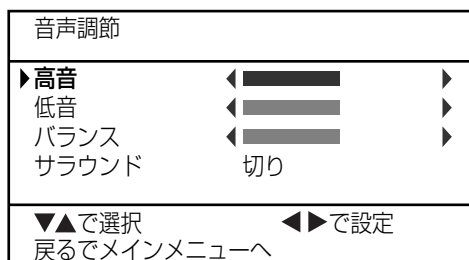 音声調節
高音
低音
バランス
サラウンド 切り
▼▲で選択 ◀▶で設定
戻るでメインメニューへ